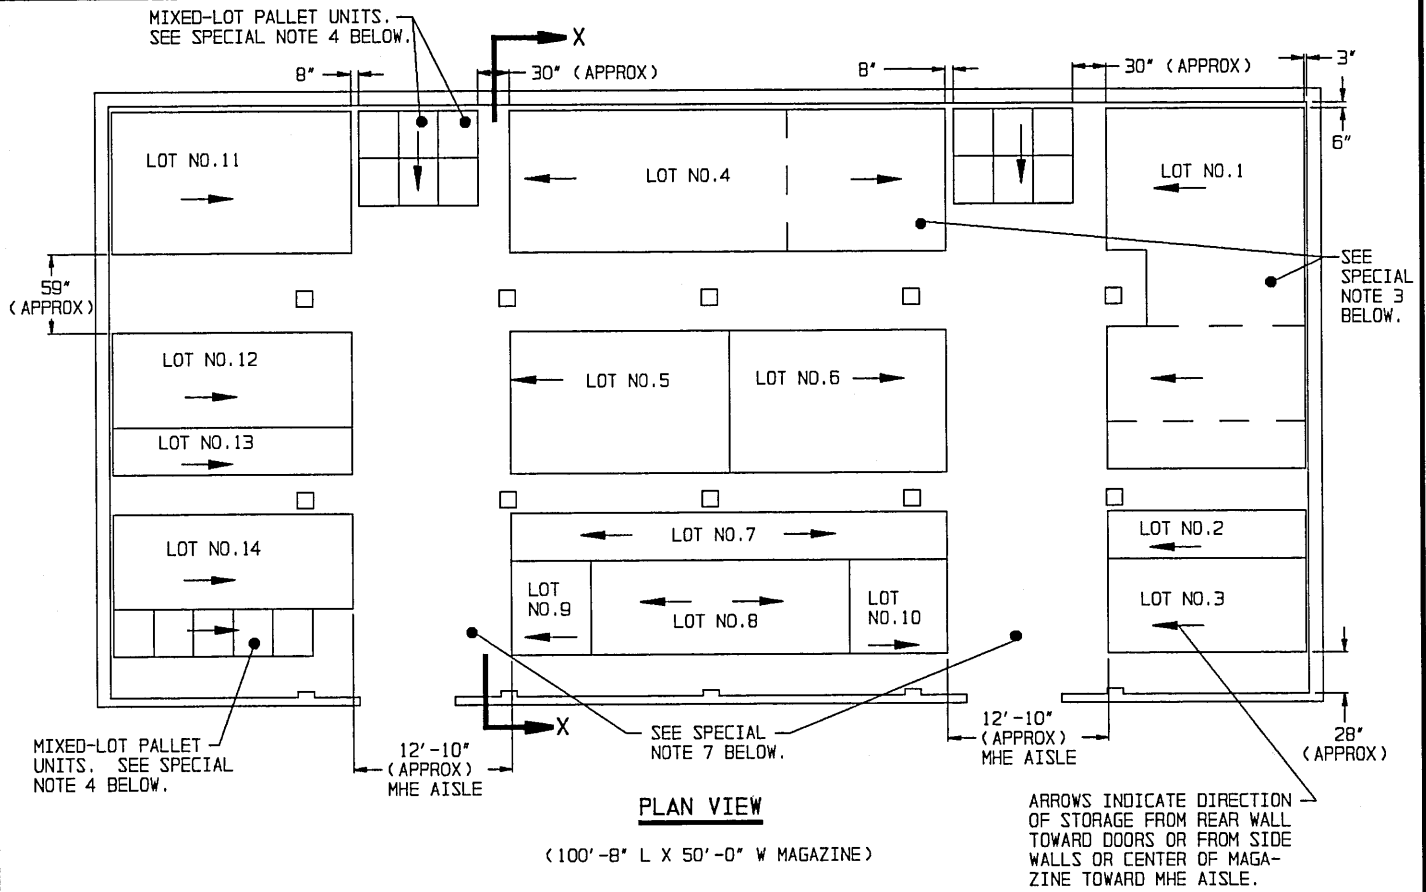 MIXED-LOT PALLET UNITS.
SEE SPECIAL NOTE 4 BELOW.
X
8"
30" (APPROX)
8"
30" (APPROX)
3"
6"
LOT NO.11
LOT NO.4
LOT NO.1
SEE
SPECIAL
NOTE 3
BELOW.
59"
(APPROX)
LOT NO.12
LOT NO.5
LOT NO.6
LOT NO.13
LOT NO.7
LOT NO.2
LOT NO.14
LOT
NO.9
LOT NO.8
LOT
NO.10
LOT NO.3
X
MIXED-LOT PALLET
UNITS. SEE SPECIAL
NOTE 4 BELOW.
12'-10"
(APPROX)
MHE AISLE
SEE SPECIAL
NOTE 7 BELOW.
12'-10"
(APPROX)
MHE AISLE
28"
(APPROX)
PLAN VIEW
(100'-8" L X 50'-0" W MAGAZINE)
ARROWS INDICATE DIRECTION
OF STORAGE FROM REAR WALL
TOWARD DOORS OR FROM SIDE
WALLS OR CENTER OF MAGA-
ZINE TOWARD MHE AISLE.